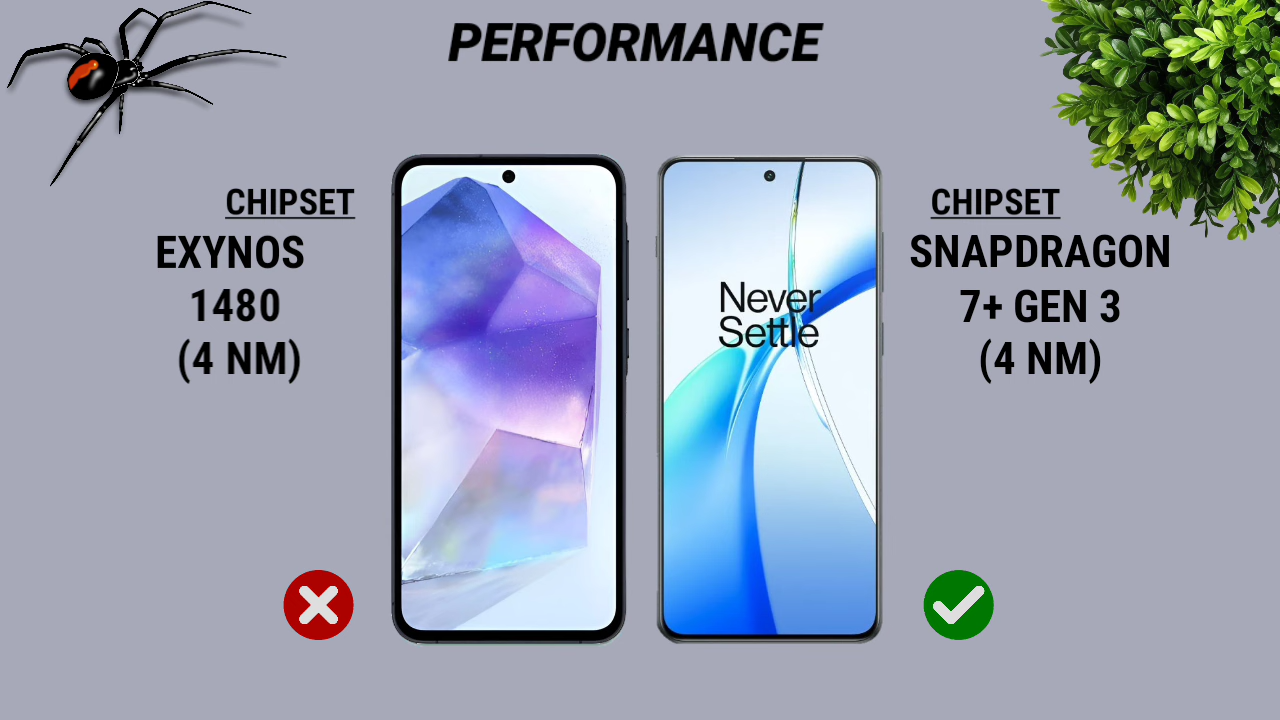 PERFORMANCE
CHIPSET
EXYNOS
1480
(4 NM)
Never
Settle
CHIPSET
SNAPDRAGON
7+ GEN 3
(4 NM)